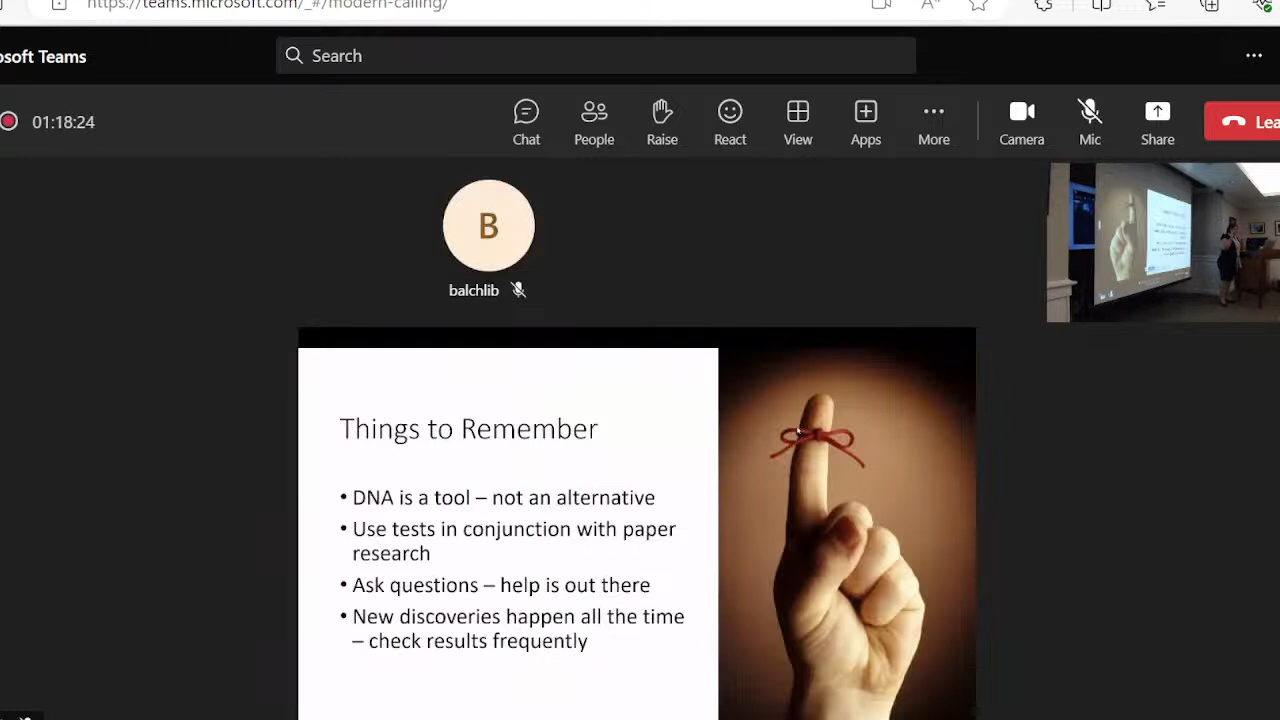 https://teams.microsoft.com/_#/modern-calling/
osoft Teams
Search
01:18:24
Chat
People
Raise
React
View
Apps
More
Camera
Mic
Share
Lea
B
balchlib
Things to Remember
• DNA is a tool – not an alternative
• Use tests in conjunction with paper
research
• Ask questions – help is out there
• New discoveries happen all the time
– check results frequently